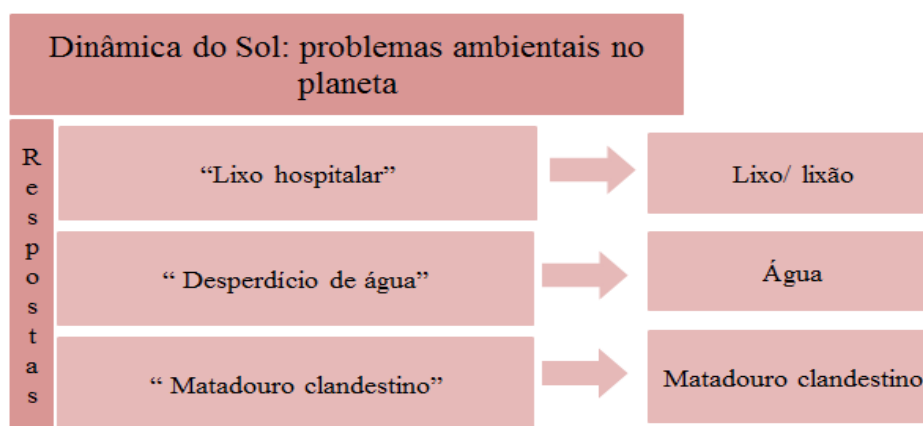 Dinâmica do Sol: problemas ambientais no
planeta
Respostas
“Lixo hospitalar”
Lixo/ lixão
“ Desperdício de água”
Água
“ Matadouro clandestino”
Matadouro clandestino